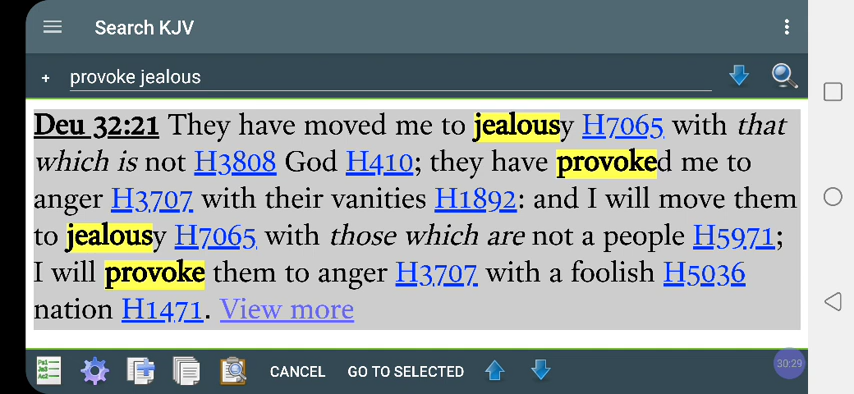 Search KJV
+ provoke jealous
Deu 32:21 They have moved me to jealousy H7065 with that
which is not H3808 God H410; they have provoked me to
anger H3707 with their vanities H1892: and I will move them
to jealousy H7065 with those which are not a people H5971;
I will provoke them to anger H3707 with a foolish H5036
nation H1471. View more
CANCEL GO TO SELECTED
30:29